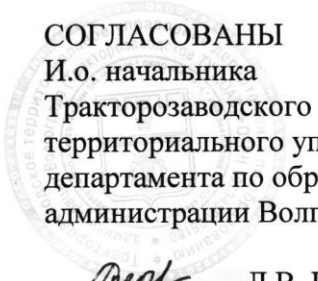 СОГЛАСОВАНЫ
И.о. начальника
Тракторозаводского
территориального уп
департамента по обр
администрации Волг